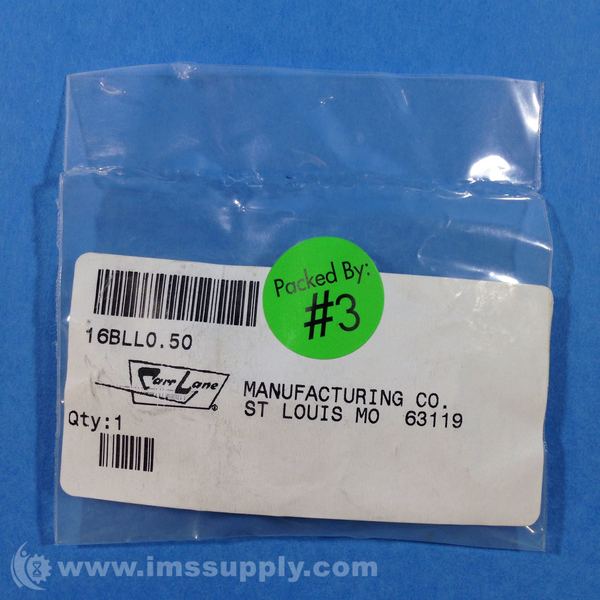 Packed By:
#3
16BLL0.50
Carr Lane ®
MANUFACTURING CO.
ST LOUIS MO 63119
Qty:1
www.imssupply.com